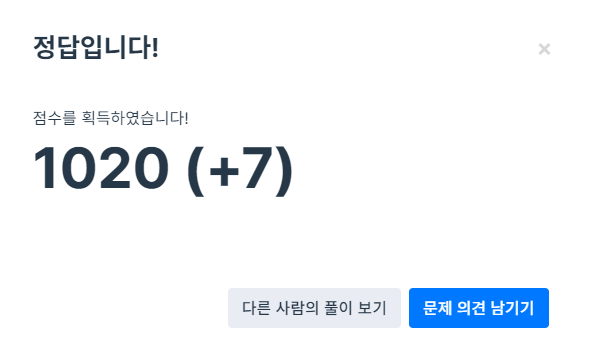 정답입니다!
×
점수를 획득하였습니다!
1020 (+7)
다른 사람의 풀이 보기
문제 의견 남기기